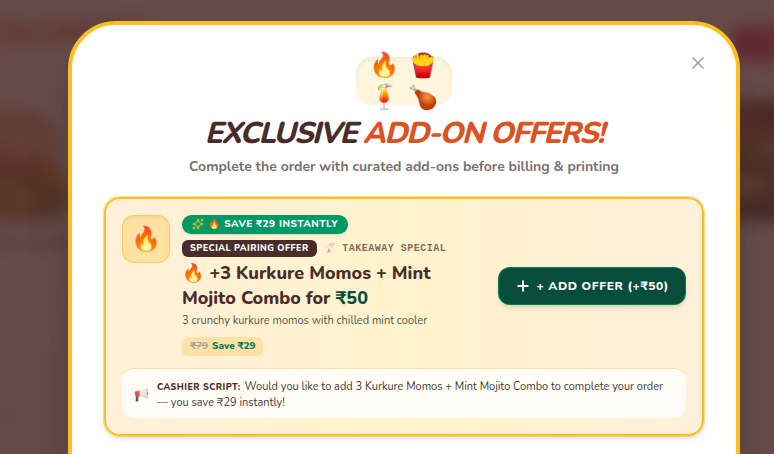 EXCLUSIVE ADD-ON OFFERS!
Complete the order with curated add-ons before billing & printing
✨ 🔥 SAVE ₹29 INSTANTLY
SPECIAL PAIRING OFFER 🚀 TAKEAWAY SPECIAL
🔥 +3 Kurkure Momos + Mint
Mojito Combo for ₹50
+ + ADD OFFER (+₹50)
3 crunchy kurkure momos with chilled mint cooler
₹79 Save ₹29
📢 CASHIER SCRIPT: Would you like to add 3 Kurkure Momos + Mint Mojito Combo to complete your order
— you save ₹29 instantly!